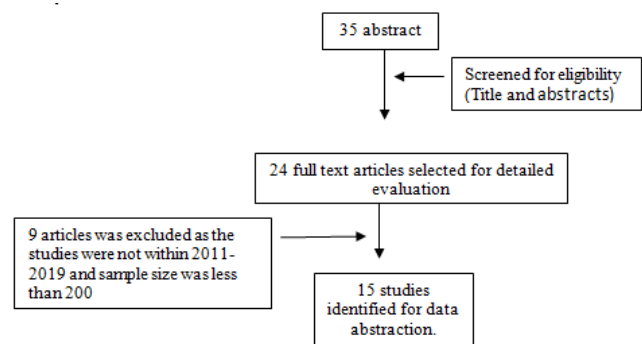 35 abstract
Screened for eligibility
(Title and abstracts)
24 full text articles selected for detailed
evaluation
9 articles was excluded as the
studies were not within 2011-
2019 and sample size was less
than 200
15 studies
identified for data
abstraction.